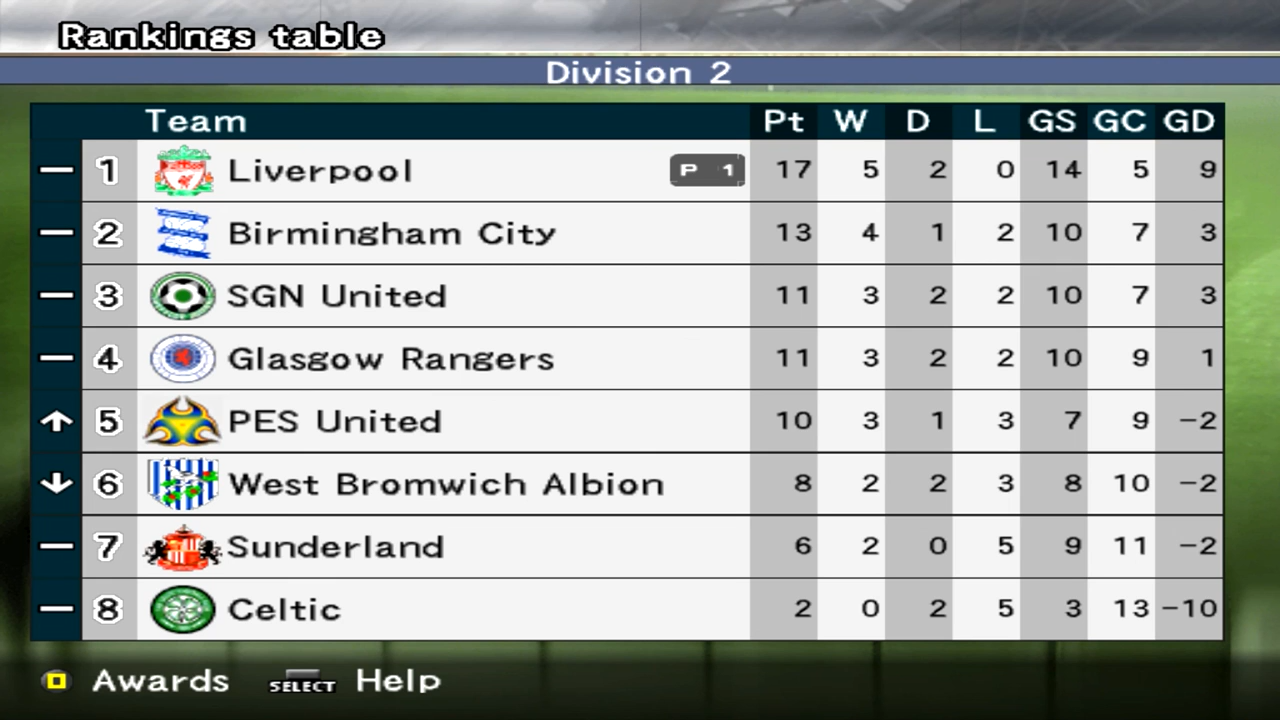 Rankings table
Division 2
Team Pt W D L GS GC GD
1 Liverpool P 1 17 5 2 0 14 5 9
2 Birmingham City 13 4 1 2 10 7 3
3 SGN United 11 3 2 2 10 7 3
4 Glasgow Rangers 11 3 2 2 10 9 1
5 PES United 10 3 1 3 7 9 -2
6 West Bromwich Albion 8 2 2 3 8 10 -2
7 Sunderland 6 2 0 5 9 11 -2
8 Celtic 2 0 2 5 3 13 -10
Awards SELECT Help